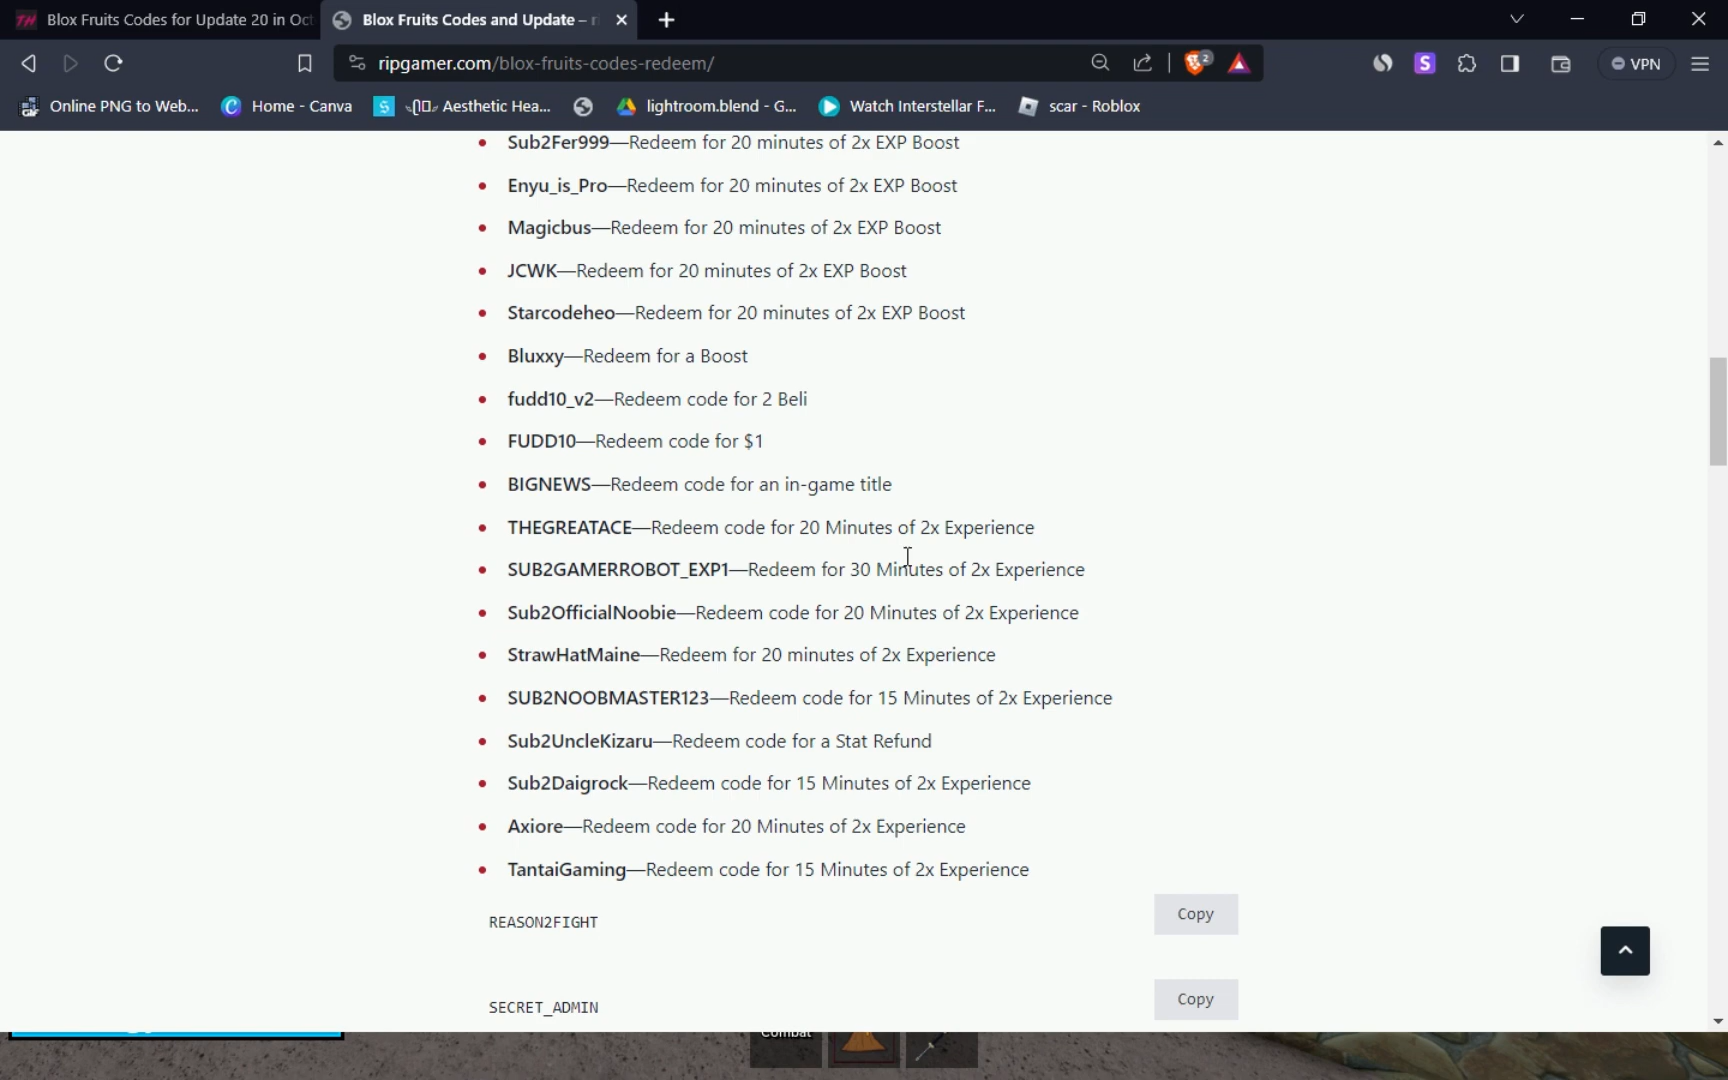 Blox Fruits Codes for Update 20 in Oct
Blox Fruits Codes and Update –
ripgamer.com/blox-fruits-codes-redeem/
2
VPN
Online PNG to Web...
Home - Canva
Aesthetic Hea...
lightroom.blend - G...
Watch Interstellar F...
scar - Roblox
Sub2Fer999—Redeem for 20 minutes of 2x EXP Boost
Enyu_is_Pro—Redeem for 20 minutes of 2x EXP Boost
Magicbus—Redeem for 20 minutes of 2x EXP Boost
JCWK—Redeem for 20 minutes of 2x EXP Boost
Starcodeheo—Redeem for 20 minutes of 2x EXP Boost
Bluxxy—Redeem for a Boost
fudd10_v2—Redeem code for 2 Beli
FUDD10—Redeem code for $1
BIGNEWS—Redeem code for an in-game title
THEGREATACE—Redeem code for 20 Minutes of 2x Experience
SUB2GAMERROBOT_EXP1—Redeem for 30 Minutes of 2x Experience
Sub2OfficialNoobie—Redeem code for 20 Minutes of 2x Experience
StrawHatMaine—Redeem for 20 minutes of 2x Experience
SUB2NOOBMASTER123—Redeem code for 15 Minutes of 2x Experience
Sub2UncleKizaru—Redeem code for a Stat Refund
Sub2Daigrock—Redeem code for 15 Minutes of 2x Experience
Axiore—Redeem code for 20 Minutes of 2x Experience
TantaiGaming—Redeem code for 15 Minutes of 2x Experience
REASON2FIGHT
Copy
SECRET_ADMIN
Copy
Combat